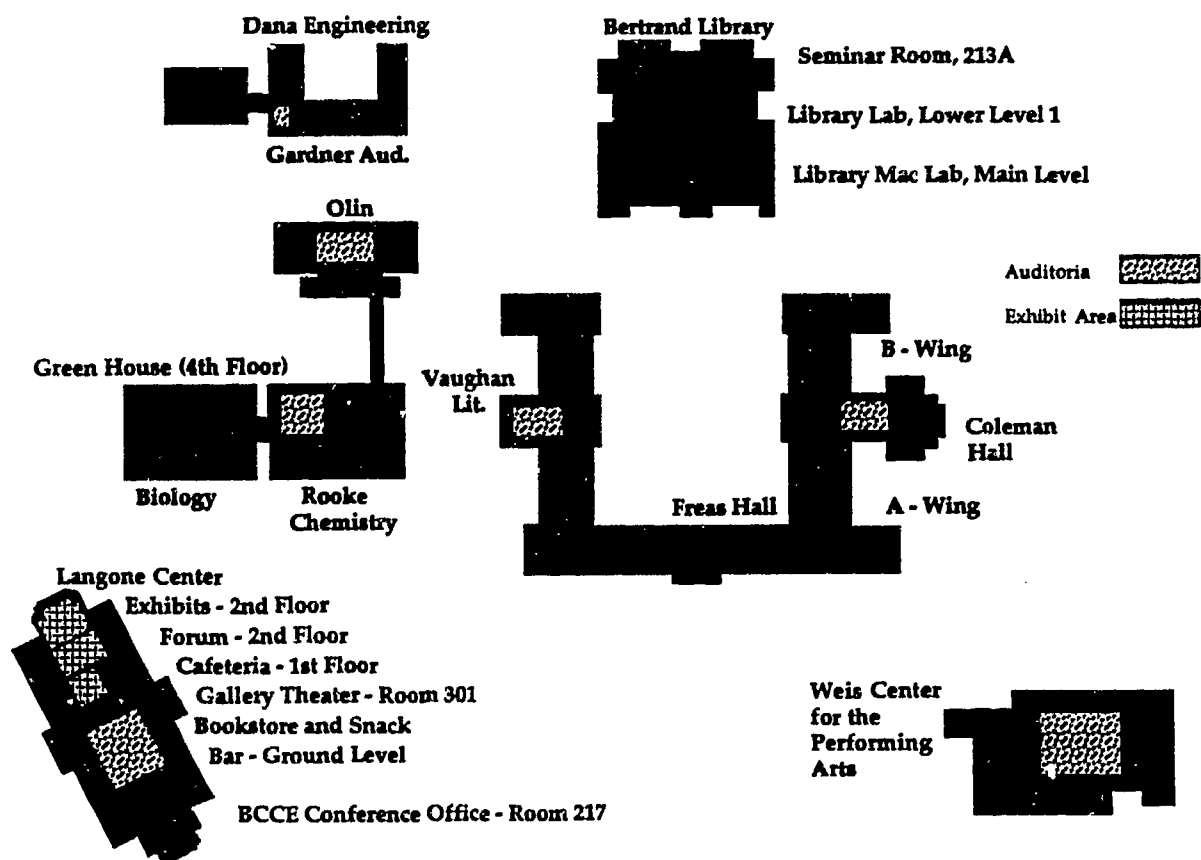 Dana Engineering
Gardner Aud.
Bertrand Library
Seminar Room, 213A
Library Lab, Lower Level 1
Library Mac Lab, Main Level
Olin
Auditoria
Exhibit Area
Green House (4th Floor)
Biology
Rooke
Chemistry
Vaughan
Lit.
B - Wing
Coleman
Hall
Freas Hall
A - Wing
Langone Center
Exhibits - 2nd Floor
Forum - 2nd Floor
Cafeteria - 1st Floor
Gallery Theater - Room 301
Bookstore and Snack
Bar - Ground Level
BCCE Conference Office - Room 217
Weis Center
for the
Performing
Arts